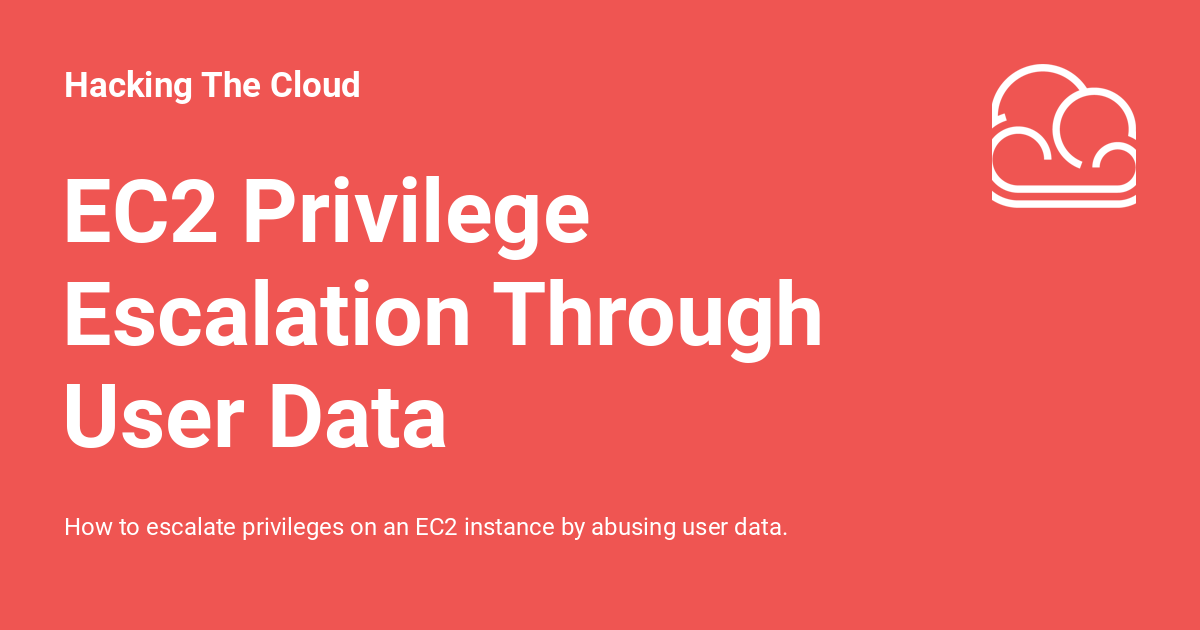 Hacking The Cloud
EC2 Privilege
Escalation Through
User Data
How to escalate privileges on an EC2 instance by abusing user data.